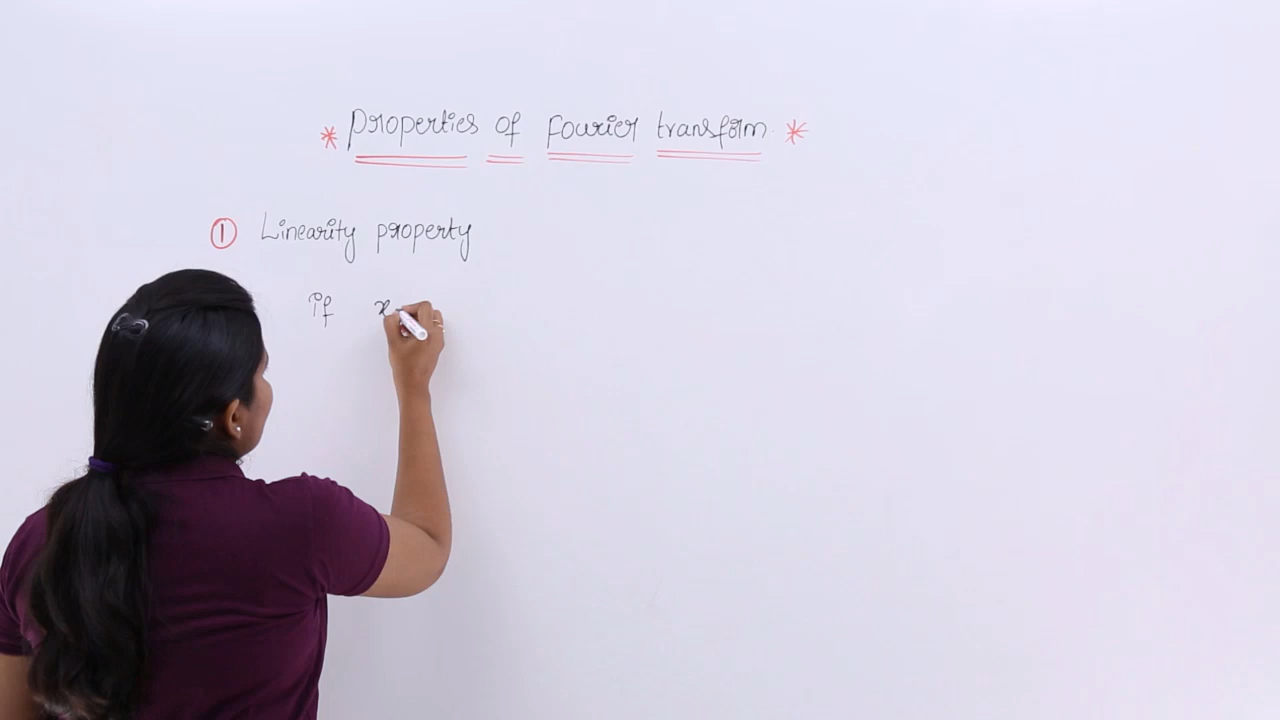 * Properties of Fourier transform *
① Linearity property
if x